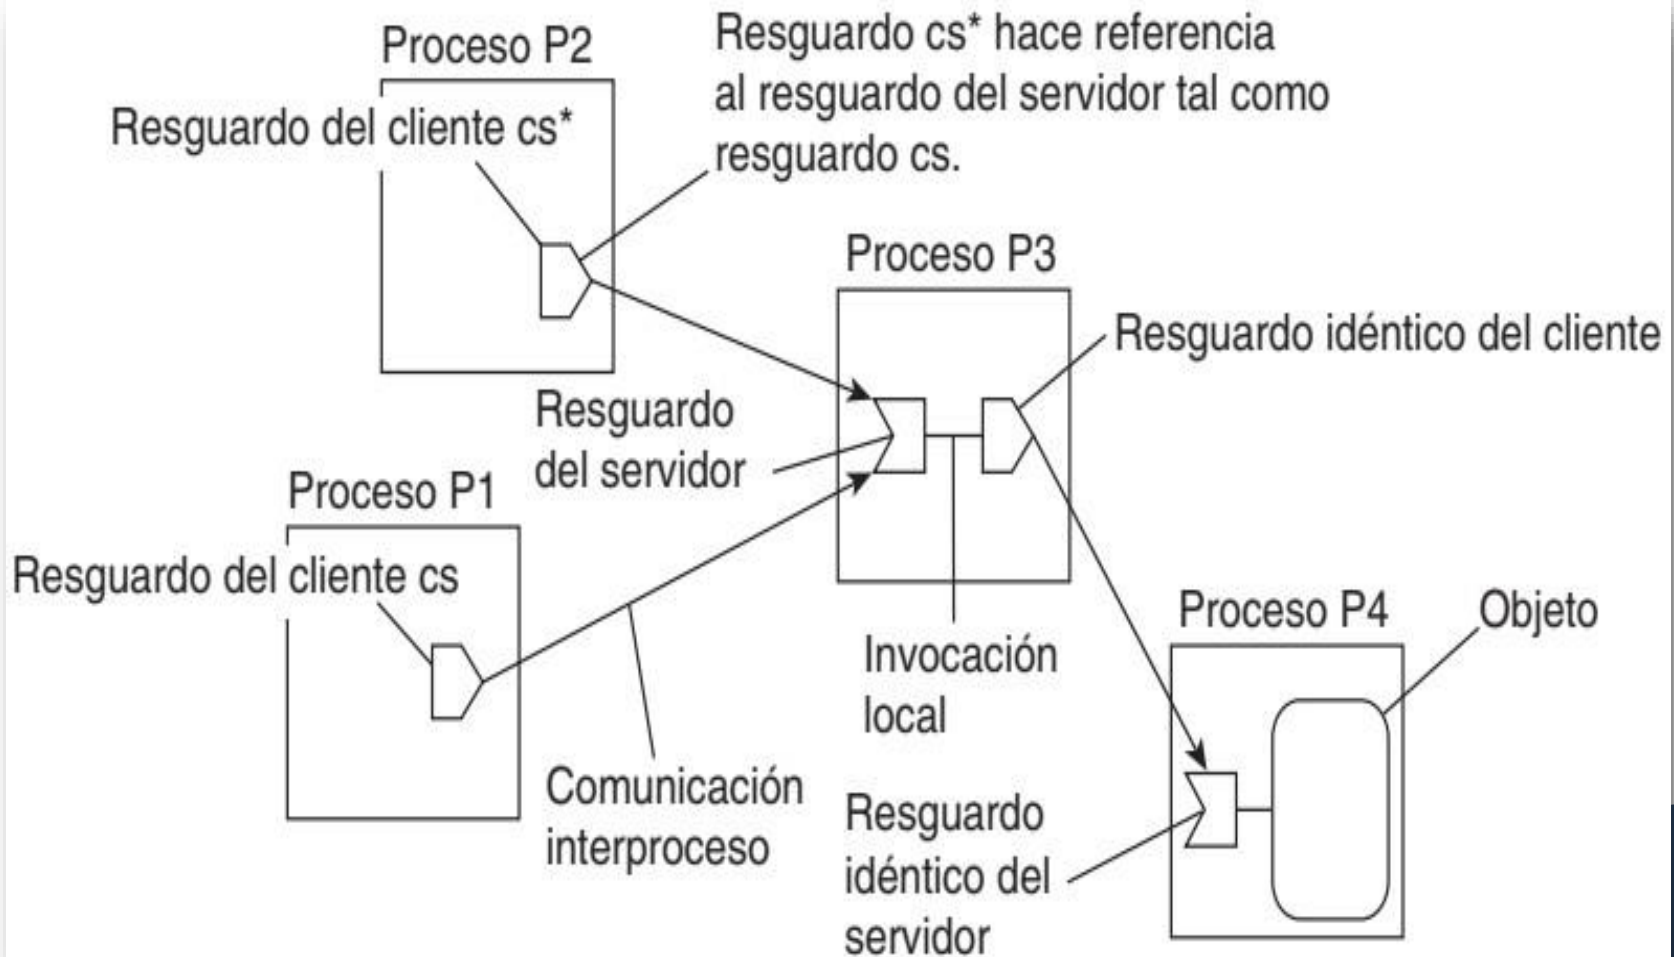 Proceso P2
Resguardo del cliente cs*
Resguardo cs* hace referencia
al resguardo del servidor tal como
resguardo cs.
Proceso P3
Resguardo idéntico del cliente
Resguardo
del servidor
Proceso P1
Resguardo del cliente cs
Invocación
local
Proceso P4
Objeto
Comunicación
interproceso
Resguardo
idéntico del
servidor